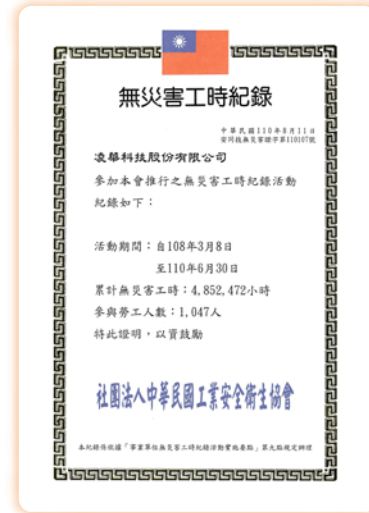 無災害工時紀錄
中華民國110年8月11日
安同技無災害證字第110107號
凌華科技股份有限公司
參加本會推行之無災害工時紀錄活動
紀錄如下：
活動期間：自108年3月8日
至110年6月30日
累計無災害工時：4,852,472小時
參與勞工人數：1,047人
特此證明，以資鼓勵
社團法人中華民國工業安全衛生協會
本紀錄係依據「事業單位無災害工時紀錄活動實施要點」第九點規定辦理